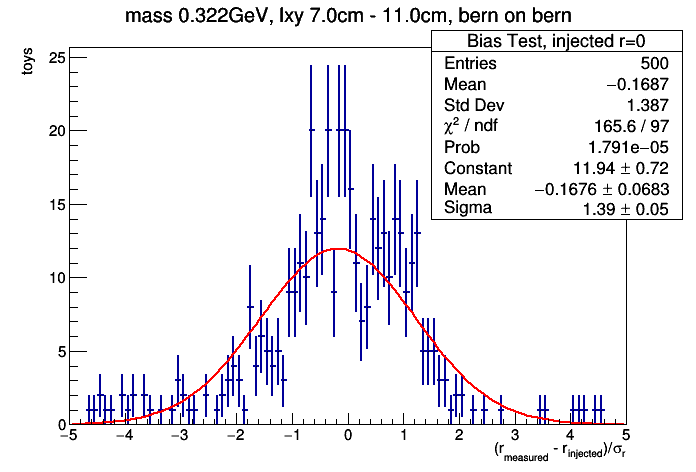 mass 0.322GeV, lxy 7.0cm - 11.0cm, bern on bern
Bias Test, injected r=0
Entries 500
Mean −0.1687
Std Dev 1.387
χ² / ndf 165.6 / 97
Prob 1.791e−05
Constant 11.94 ± 0.72
Mean −0.1676 ± 0.0683
Sigma 1.39 ± 0.05
toys
25
20
15
10
5
0
−5 −4 −3 −2 −1 0 1 2 3 4 5
(r_measured - r_injected)/σ_r